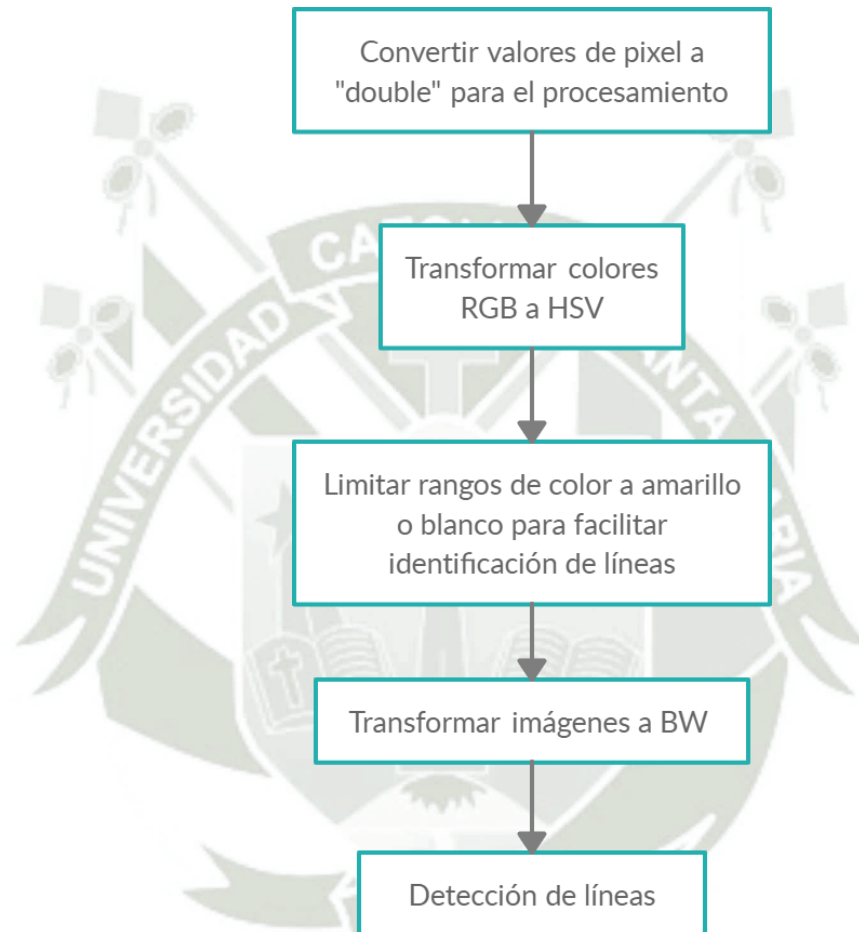 Convertir valores de pixel a
"double" para el procesamiento
Transformar colores
RGB a HSV
Limitar rangos de color a amarillo
o blanco para facilitar
identificación de líneas
Transformar imágenes a BW
Detección de líneas
UNIVERSIDAD